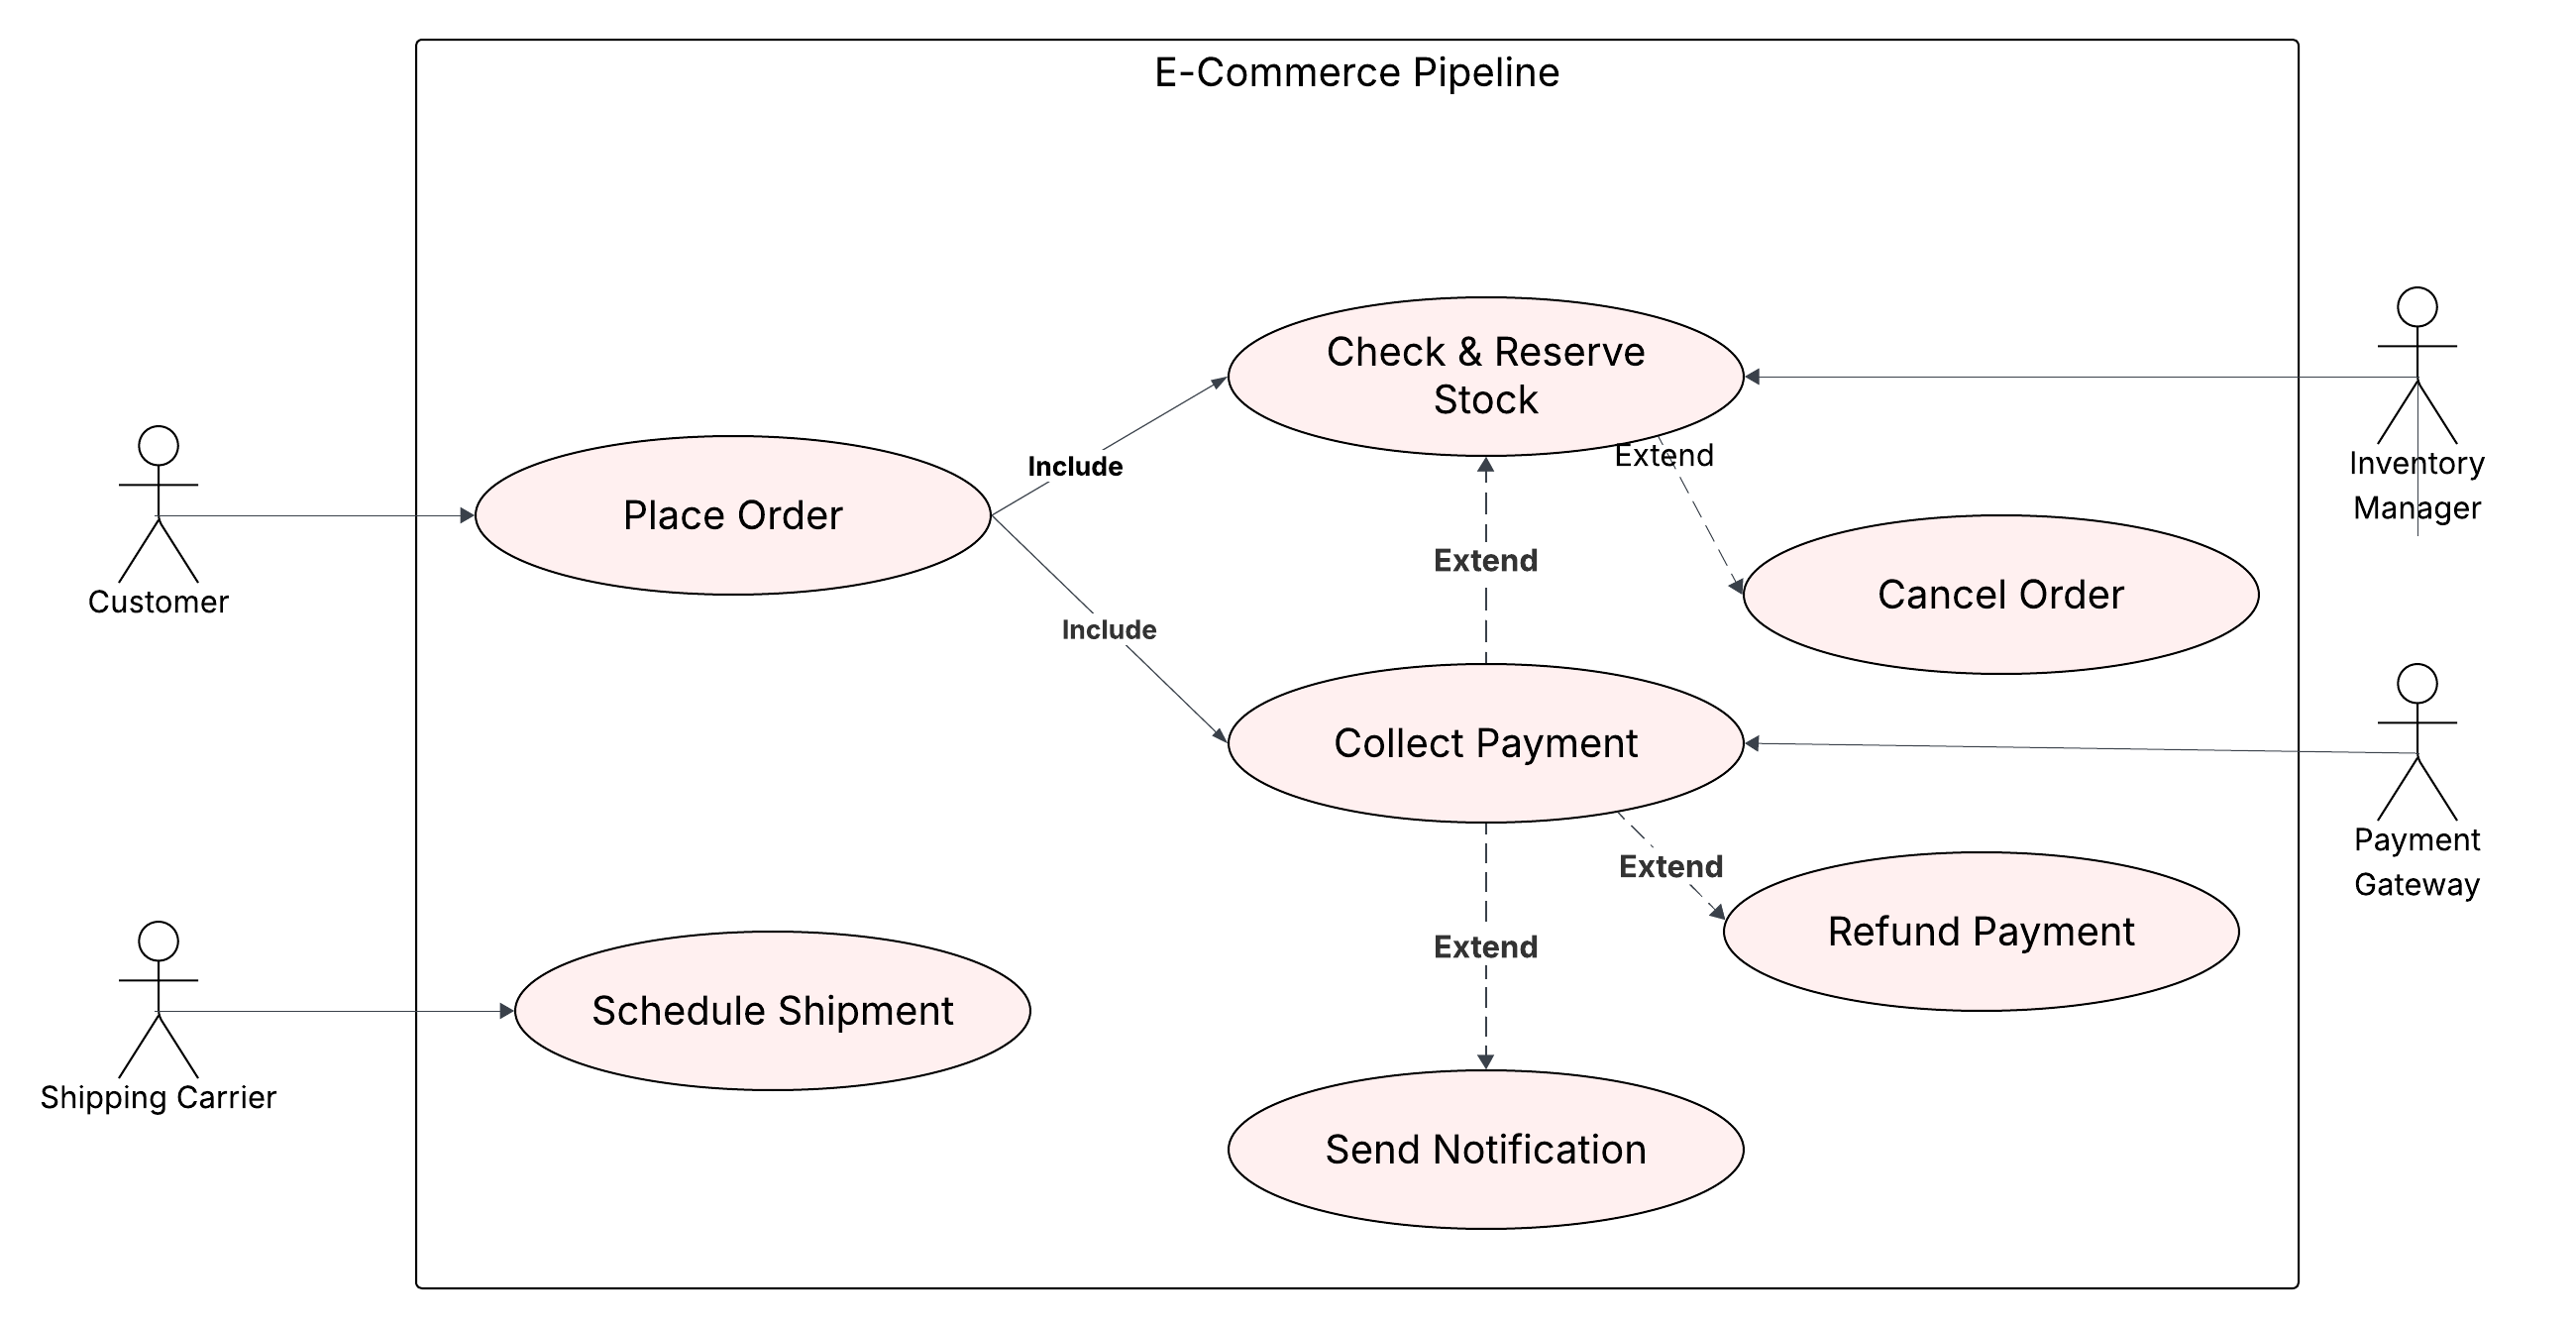 E-Commerce Pipeline
Check & Reserve
Stock
Include
Extend
Inventory
Manager
Place Order
Extend
Cancel Order
Customer
Include
Collect Payment
Payment
Gateway
Extend
Refund Payment
Extend
Schedule Shipment
Shipping Carrier
Send Notification